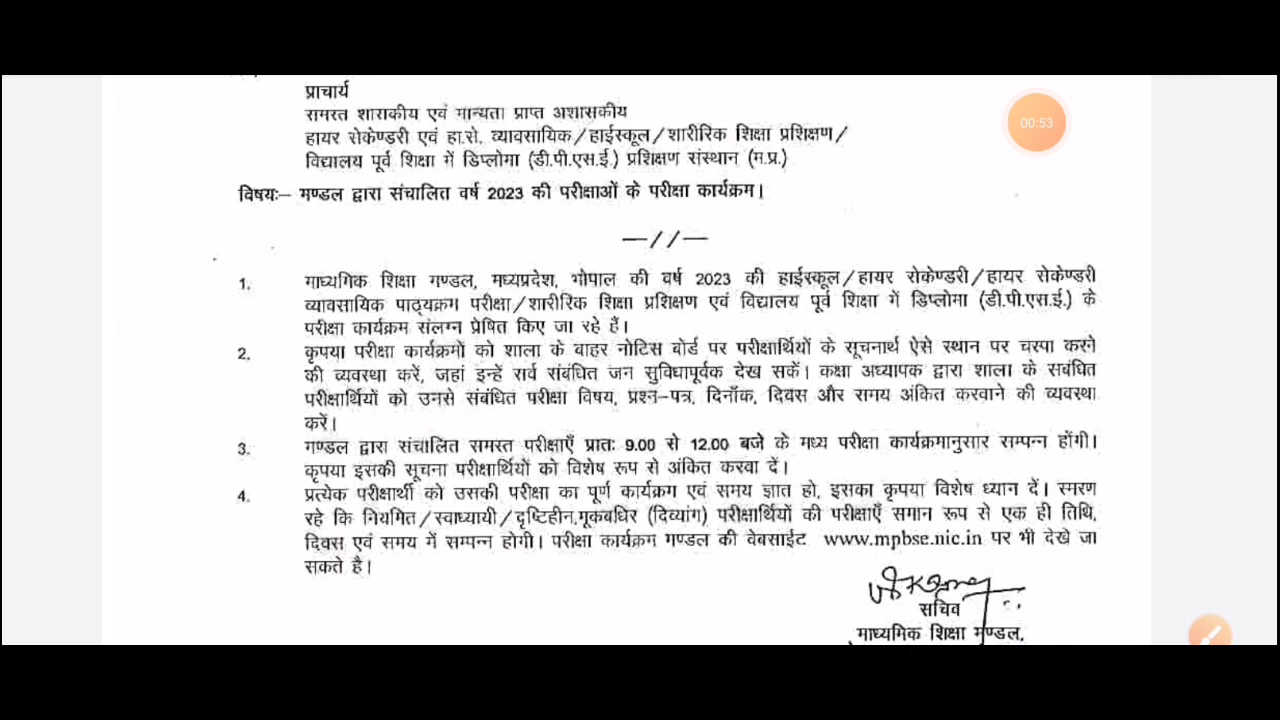 प्राचार्य
समस्त शासकीय एवं मान्यता प्राप्त अशासकीय
हायर सेकेण्डरी एवं हा.से. व्यावसायिक/हाईस्कूल/शारीरिक शिक्षा प्रशिक्षण/
विद्यालय पूर्व शिक्षा में डिप्लोमा (डी.पी.एस.ई.) प्रशिक्षण संस्थान (म.प्र.)
00:53
विषयः– मण्डल द्वारा संचालित वर्ष 2023 की परीक्षाओं के परीक्षा कार्यक्रम।
—//—
1. माध्यमिक शिक्षा मण्डल, मध्यप्रदेश, भोपाल की वर्ष 2023 की हाईस्कूल/हायर सेकेण्डरी/हायर सेकेण्डरी
व्यावसायिक पाठ्यक्रम परीक्षा/शारीरिक शिक्षा प्रशिक्षण एवं विद्यालय पूर्व शिक्षा में डिप्लोमा (डी.पी.एस.ई.) के
परीक्षा कार्यक्रम संलग्न प्रेषित किए जा रहे हैं।
2. कृपया परीक्षा कार्यक्रमों को शाला के बाहर नोटिस बोर्ड पर परीक्षार्थियों के सूचनार्थ ऐसे स्थान पर चस्पा करने
की व्यवस्था करें, जहां इन्हें सर्व संबंधित जन सुविधापूर्वक देख सकें। कक्षा अध्यापक द्वारा शाला के सबंधित
परीक्षार्थियों को उनसे संबंधित परीक्षा विषय, प्रश्न–पत्र, दिनाँक, दिवस और समय अंकित करवाने की व्यवस्था
करें।
3. मण्डल द्वारा संचालित समस्त परीक्षाएँ प्रातः 9.00 से 12.00 बजे के मध्य परीक्षा कार्यक्रमानुसार सम्पन्न होंगी।
कृपया इसकी सूचना परीक्षार्थियों को विशेष रूप से अंकित करवा दें।
4. प्रत्येक परीक्षार्थी को उसकी परीक्षा का पूर्ण कार्यक्रम एवं समय ज्ञात हो, इसका कृपया विशेष ध्यान दें। स्मरण
रहे कि नियमित/स्वाध्यायी/दृष्टिहीन,मूकबधिर (दिव्यांग) परीक्षार्थियों की परीक्षाएँ समान रूप से एक ही तिथि,
दिवस एवं समय में सम्पन्न होगी। परीक्षा कार्यक्रम मण्डल की वेबसाईट www.mpbse.nic.in पर भी देखे जा
सकते है।
सचिव
माध्यमिक शिक्षा मण्डल,